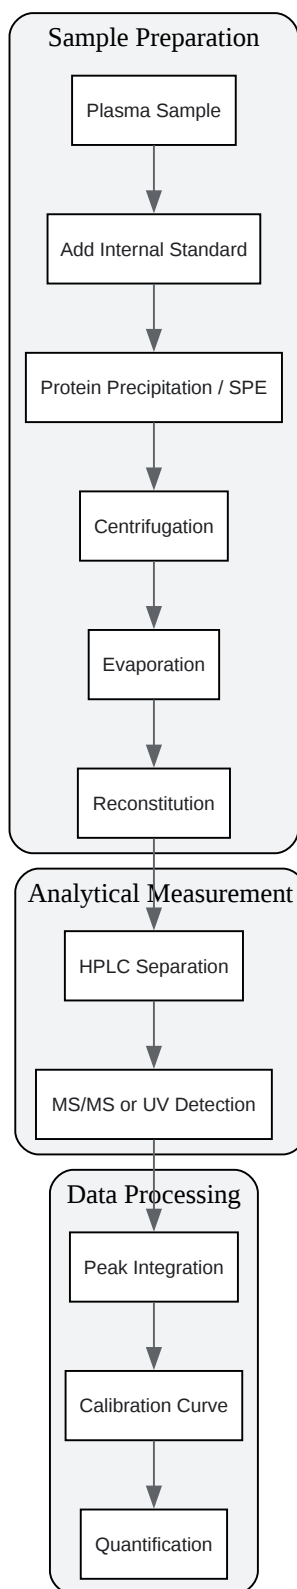 Sample Preparation
Plasma Sample
Add Internal Standard
Protein Precipitation / SPE
Centrifugation
Evaporation
Reconstitution
Analytical Measurement
HPLC Separation
MS/MS or UV Detection
Data Processing
Peak Integration
Calibration Curve
Quantification